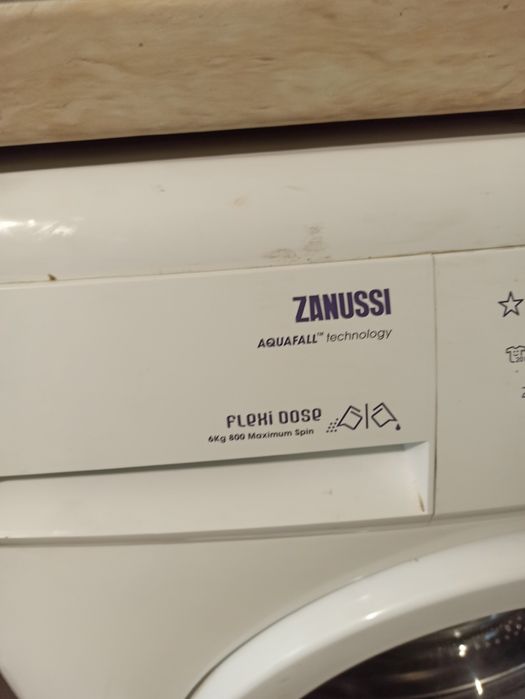 ZANUSSI
AQUAFALL™ technology
FLEXI DOSE
6Kg 800 Maximum Spin